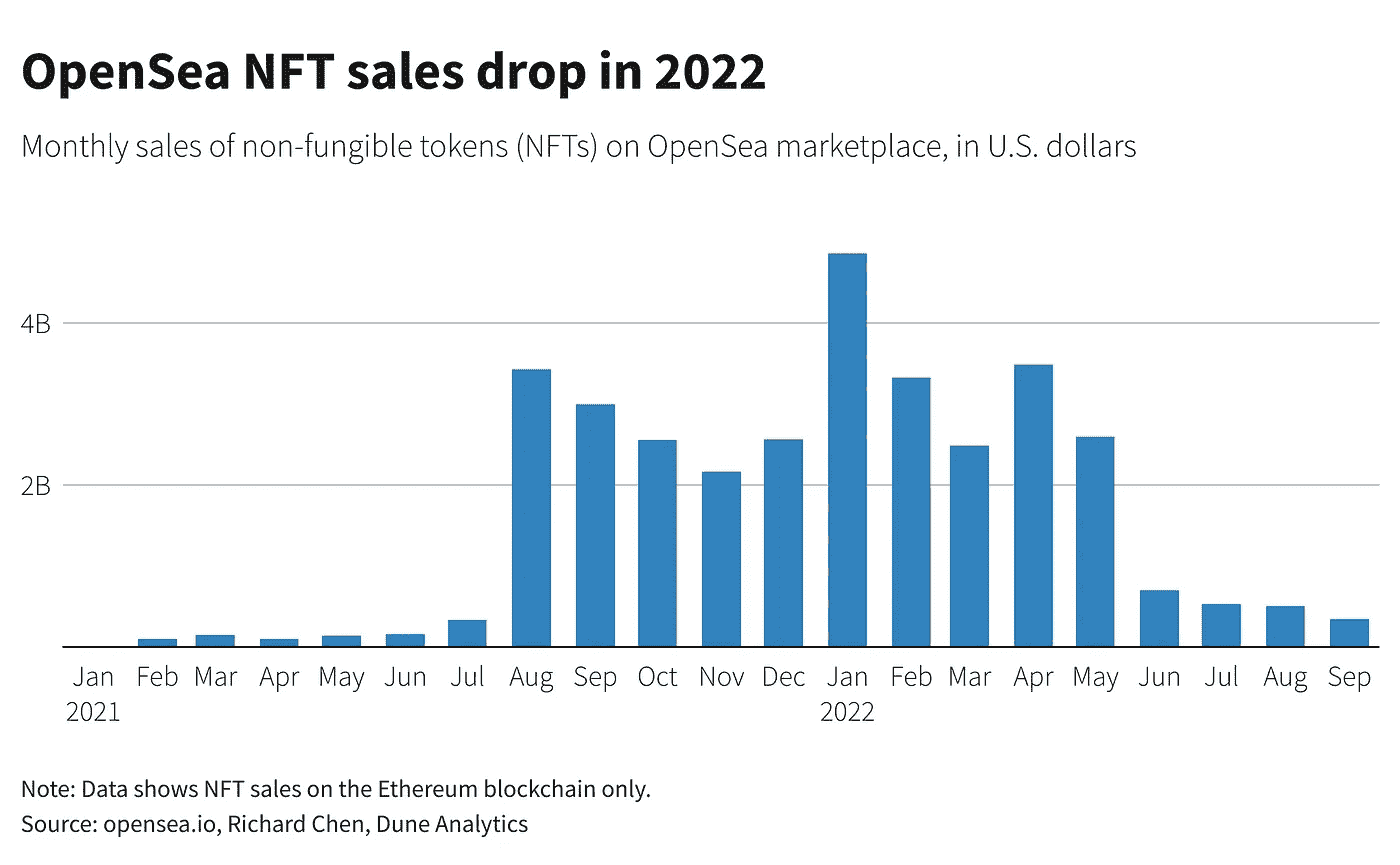 OpenSea NFT sales drop in 2022
Monthly sales of non-fungible tokens (NFTs) on OpenSea marketplace, in U.S. dollars
4B
2B
Jan Feb Mar Apr May Jun Jul Aug Sep Oct Nov Dec Jan Feb Mar Apr May Jun Jul Aug Sep
2021 2022
Note: Data shows NFT sales on the Ethereum blockchain only.
Source: opensea.io, Richard Chen, Dune Analytics